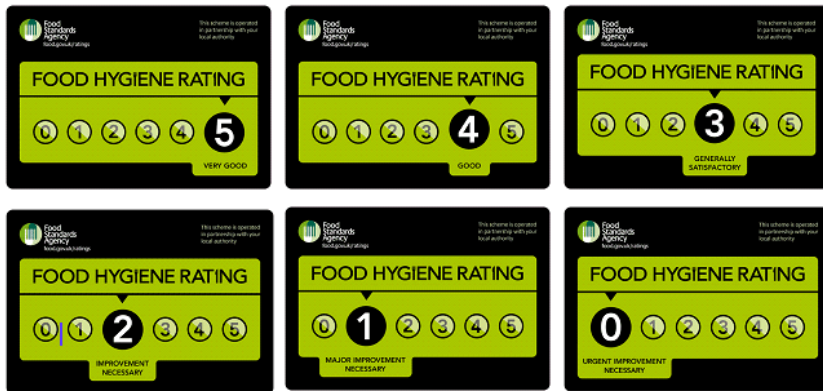 Food
Standards
Agency
food.gov.uk/ratings
This scheme is operated
in partnership with your
local authority
FOOD HYGIENE RATING
0 1 2 3 4 5
VERY GOOD
Food
Standards
Agency
food.gov.uk/ratings
This scheme is operated
in partnership with your
local authority
FOOD HYGIENE RATING
0 1 2 3 4 5
GOOD
Food
Standards
Agency
food.gov.uk/ratings
This scheme is operated
in partnership with your
local authority
FOOD HYGIENE RATING
0 1 2 3 4 5
GENERALLY
SATISFACTORY
Food
Standards
Agency
food.gov.uk/ratings
This scheme is operated
in partnership with your
local authority
FOOD HYGIENE RATING
0 1 2 3 4 5
IMPROVEMENT
NECESSARY
Food
Standards
Agency
food.gov.uk/ratings
This scheme is operated
in partnership with your
local authority
FOOD HYGIENE RATING
0 1 2 3 4 5
MAJOR IMPROVEMENT
NECESSARY
Food
Standards
Agency
food.gov.uk/ratings
This scheme is operated
in partnership with your
local authority
FOOD HYGIENE RATING
0 1 2 3 4 5
URGENT IMPROVEMENT
NECESSARY